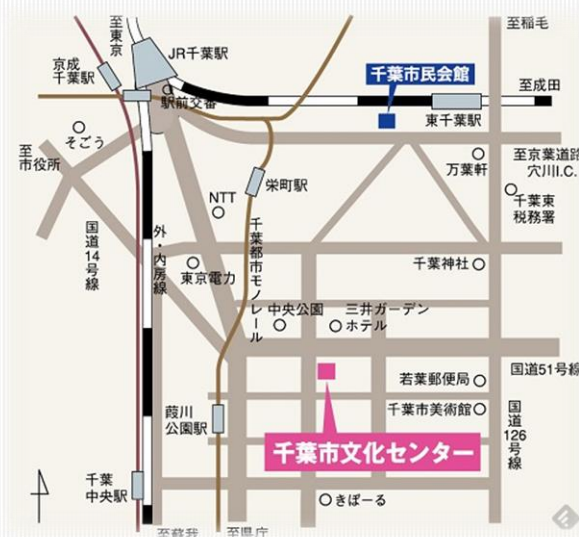 至東京
JR千葉駅
至稲毛
京成
千葉駅
千葉市民会館
至成田
駅前交番
東千葉駅
そごう
至
市役所
万葉軒
至京葉道路
穴川I.C.
栄町駅
千葉東
税務署
NTT
国道14号線
外・内房線
千葉都市モノレール
東京電力
千葉神社
中央公園
三井ガーデン
ホテル
国道51号線
若葉郵便局
千葉市美術館
葭川
公園駅
国道126号線
千葉市文化センター
千葉
中央駅
きぼーる
至蘇我
至県庁